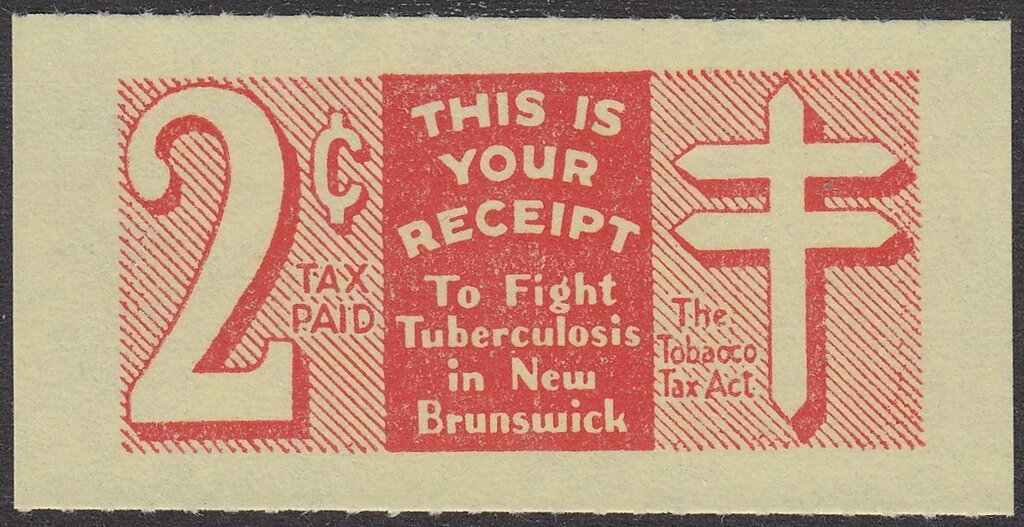 2¢
TAX
PAID
THIS IS
YOUR
RECEIPT
To Fight
Tuberculosis
in New
Brunswick
The
Tobacco
Tax Act